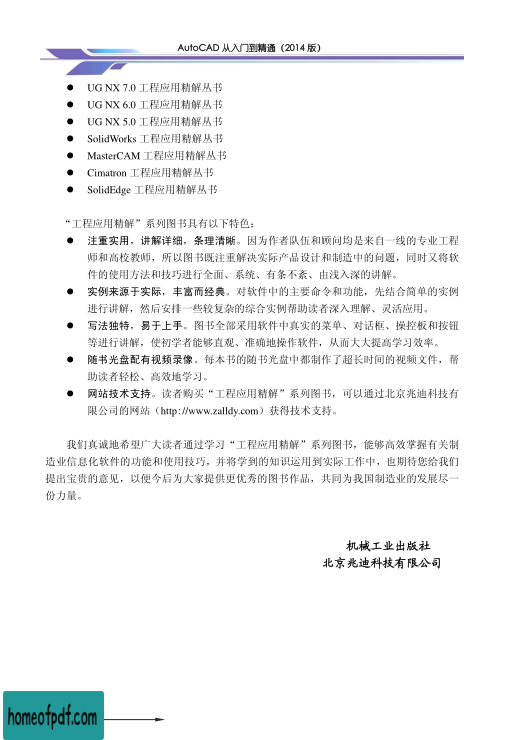 AutoCAD 从入门到精通（2014 版）
● UG NX 7.0 工程应用精解丛书
● UG NX 6.0 工程应用精解丛书
● UG NX 5.0 工程应用精解丛书
● SolidWorks 工程应用精解丛书
● MasterCAM 工程应用精解丛书
● Cimatron 工程应用精解丛书
● SolidEdge 工程应用精解丛书
“工程应用精解”系列图书具有以下特色：
● 注重实用，讲解详细，条理清晰。因为作者队伍和顾问均是来自一线的专业工程
师和高校教师，所以图书既注重解决实际产品设计和制造中的问题，同时又将软
件的使用方法和技巧进行全面、系统、有条不紊、由浅入深的讲解。
● 实例来源于实际，丰富而经典。对软件中的主要命令和功能，先结合简单的实例
进行讲解，然后安排一些较复杂的综合实例帮助读者深入理解、灵活应用。
● 写法独特，易于上手。图书全部采用软件中真实的菜单、对话框、操控板和按钮
等进行讲解，使初学者能够直观、准确地操作软件，从而大大提高学习效率。
● 随书光盘配有视频录像。每本书的随书光盘中都制作了超长时间的视频文件，帮
助读者轻松、高效地学习。
● 网站技术支持。读者购买“工程应用精解”系列图书，可以通过北京兆迪科技有
限公司的网站（http://www.zalldy.com）获得技术支持。
我们真诚地希望广大读者通过学习“工程应用精解”系列图书，能够高效掌握有关制
造业信息化软件的功能和使用技巧，并将学到的知识运用到实际工作中，也期待您给我们
提出宝贵的意见，以便今后为大家提供更优秀的图书作品，共同为我国制造业的发展尽一
份力量。
机械工业出版社
北京兆迪科技有限公司
homeofpdf.com